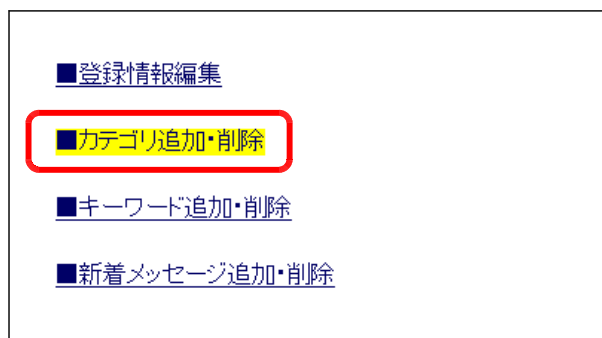 ■登録情報編集
■カテゴリ追加・削除
■キーワード追加・削除
■新着メッセージ追加・削除